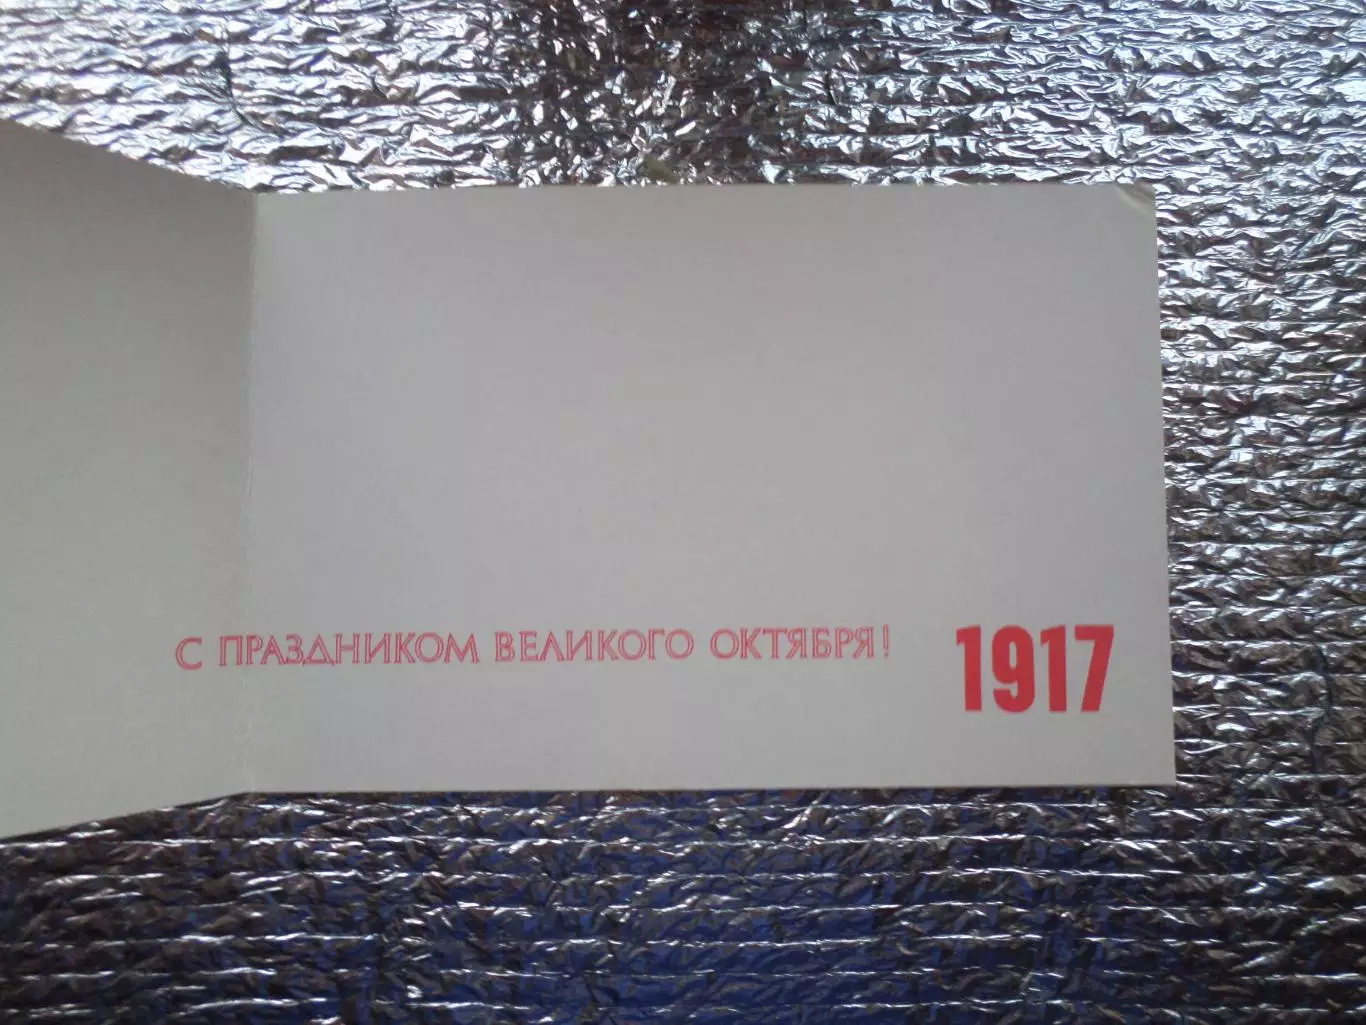 С ПРАЗДНИКОМ ВЕЛИКОГО ОКТЯБРЯ!
1917